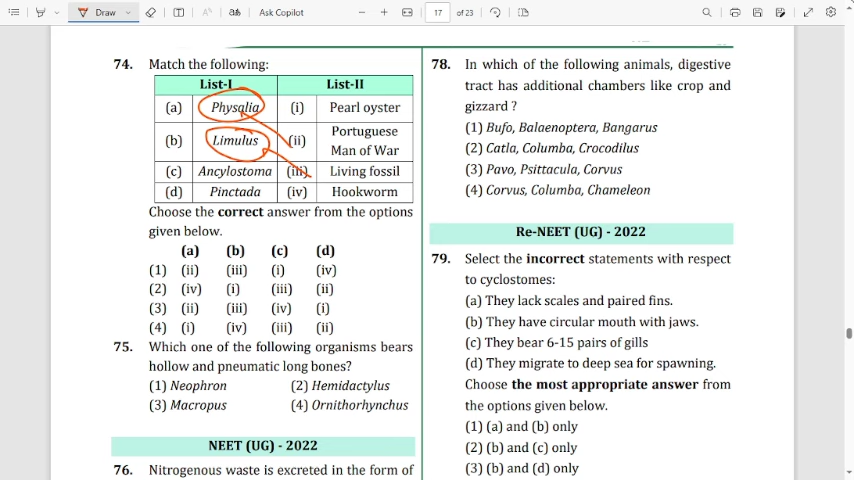 Draw
Ask Copilot
17 of 23
74. Match the following:
List-I List-II
(a) Physalia (i) Pearl oyster
(b) Limulus (ii) Portuguese Man of War
(c) Ancylostoma (iii) Living fossil
(d) Pinctada (iv) Hookworm
Choose the correct answer from the options
given below.
(a) (b) (c) (d)
(1) (ii) (iii) (i) (iv)
(2) (iv) (i) (iii) (ii)
(3) (ii) (iii) (iv) (i)
(4) (i) (iv) (iii) (ii)
75. Which one of the following organisms bears
hollow and pneumatic long bones?
(1) Neophron (2) Hemidactylus
(3) Macropus (4) Ornithorhynchus
NEET (UG) - 2022
76. Nitrogenous waste is excreted in the form of
78. In which of the following animals, digestive
tract has additional chambers like crop and
gizzard ?
(1) Bufo, Balaenoptera, Bangarus
(2) Catla, Columba, Crocodilus
(3) Pavo, Psittacula, Corvus
(4) Corvus, Columba, Chameleon
Re-NEET (UG) - 2022
79. Select the incorrect statements with respect
to cyclostomes:
(a) They lack scales and paired fins.
(b) They have circular mouth with jaws.
(c) They bear 6-15 pairs of gills
(d) They migrate to deep sea for spawning.
Choose the most appropriate answer from
the options given below.
(1) (a) and (b) only
(2) (b) and (c) only
(3) (b) and (d) only